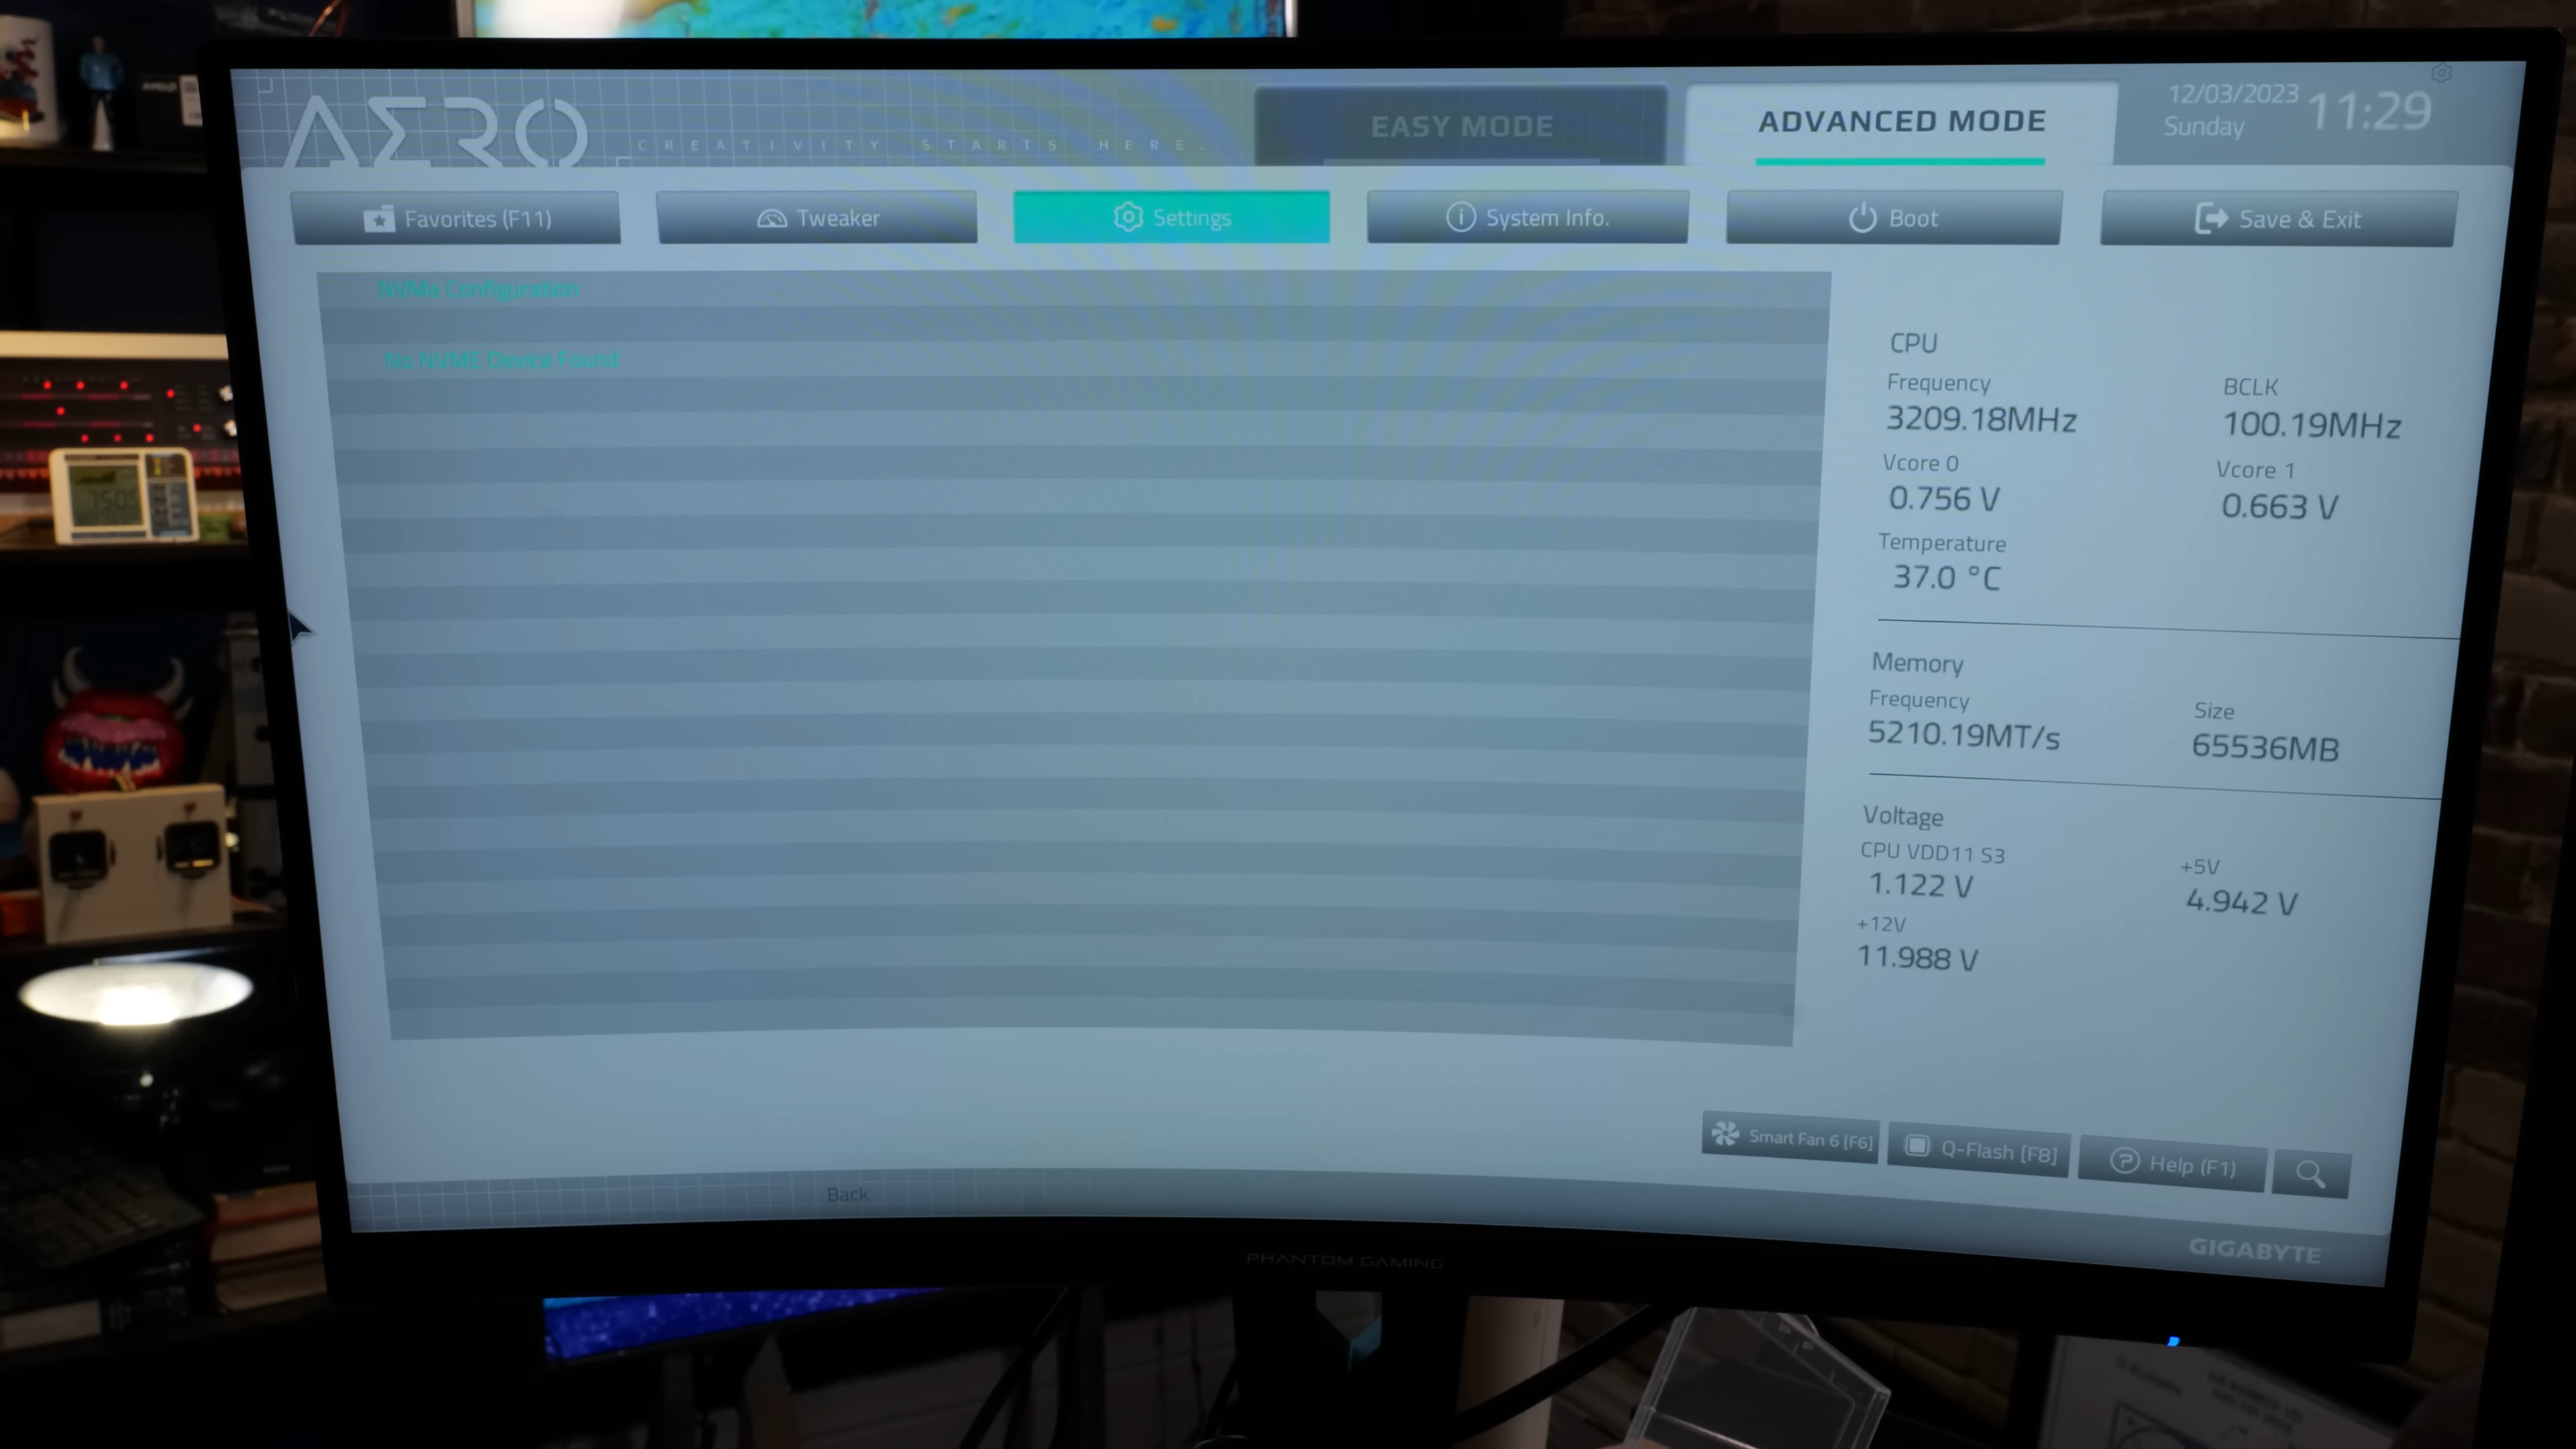 AERO
CREATIVITY STARTS HERE.
EASY MODE
ADVANCED MODE
12/03/2023
Sunday
11:29
Favorites (F11)
Tweaker
Settings
System Info.
Boot
Save & Exit
NVMe Configuration
No NVME Device Found
CPU
Frequency
BCLK
3209.18MHz
100.19MHz
Vcore 0
Vcore 1
0.756 V
0.663 V
Temperature
37.0 °C
Memory
Frequency
Size
5210.19MT/s
65536MB
Voltage
CPU VDD11 S3
+5V
1.122 V
4.942 V
+12V
11.988 V
Smart Fan 6 [F6]
Q-Flash [F8]
Help (F1)
Back
GIGABYTE
PHANTOM GAMING